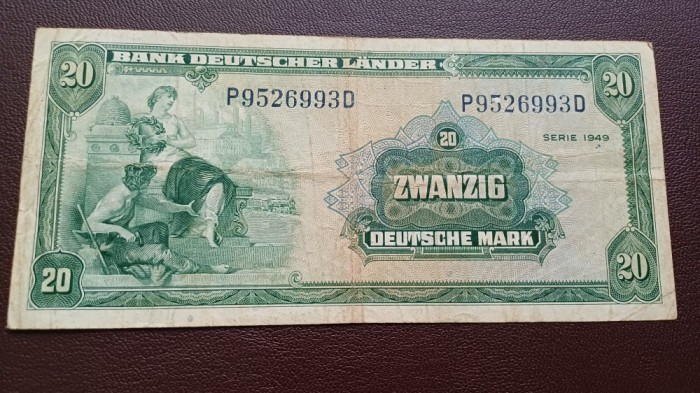 20 BANK DEUTSCHER LÄNDER 20
P9526993D P9526993D
SERIE 1949
20
ZWANZIG
DEUTSCHE MARK
20 20